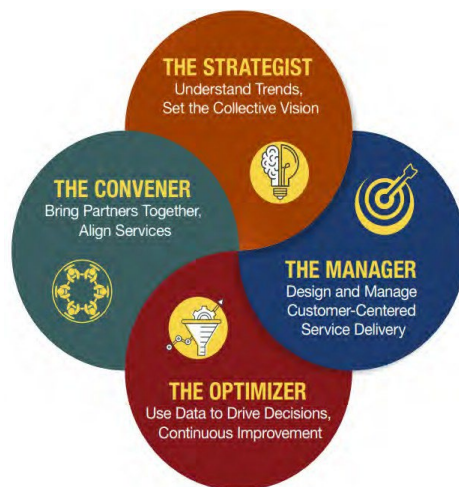 THE STRATEGIST
Understand Trends,
Set the Collective Vision
THE CONVENER
Bring Partners Together,
Align Services
THE MANAGER
Design and Manage
Customer-Centered
Service Delivery
THE OPTIMIZER
Use Data to Drive Decisions,
Continuous Improvement